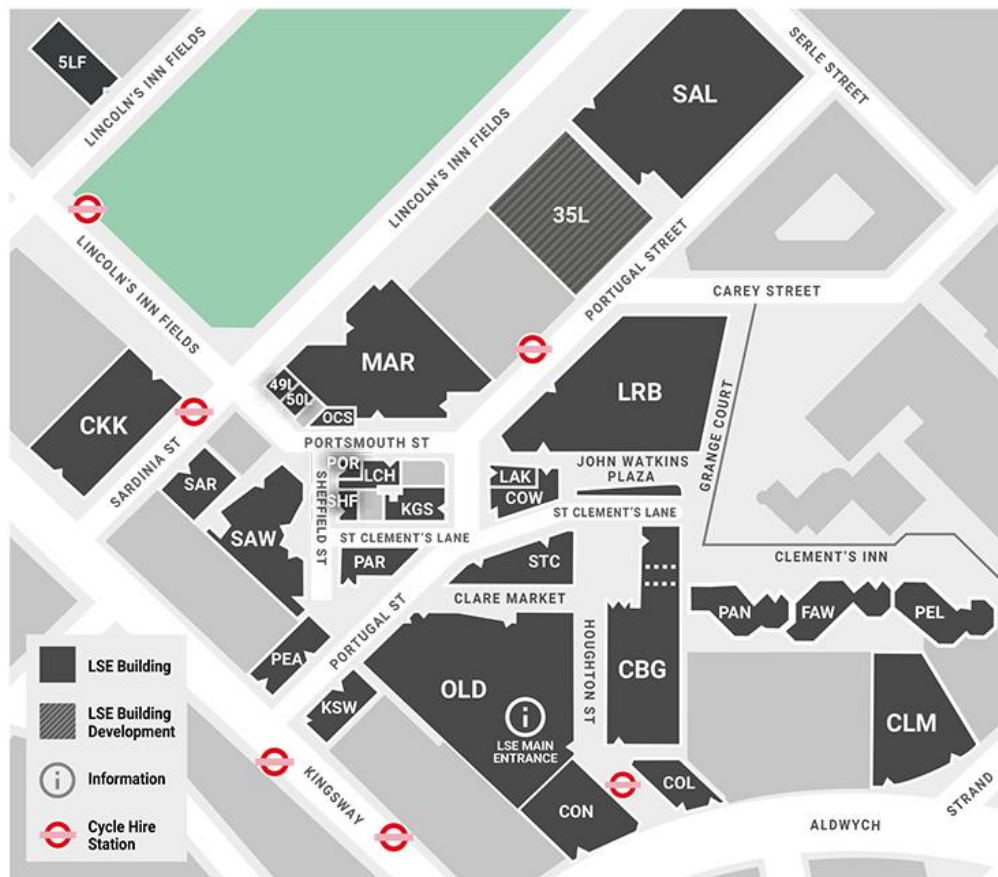 5LF
LINCOLN'S INN FIELDS
SERLE STREET
SAL
LINCOLN'S INN FIELDS
35L
LINCOLN'S INN FIELDS
PORTUGAL STREET
CAREY STREET
MAR
49L
50L
OCS
LRB
CKK
PORTSMOUTH ST
GRANGE COURT
SARDINIA ST
SAR
POR
LCH
SHEFFIELD ST
LAK
COW
JOHN WATKINS
PLAZA
SHF
KGS
ST CLEMENT'S LANE
SAW
ST CLEMENT'S LANE
PAR
STC
CLEMENT'S INN
CLARE MARKET
PORTUGAL ST
PAN
FAW
PEL
PEA
HOUGHTON ST
OLD
CBG
KSW
LSE MAIN
ENTRANCE
CLM
KINGSWAY
COL
CON
STRAND
ALDWYCH
LSE Building
LSE Building
Development
i
Information
Cycle Hire
Station